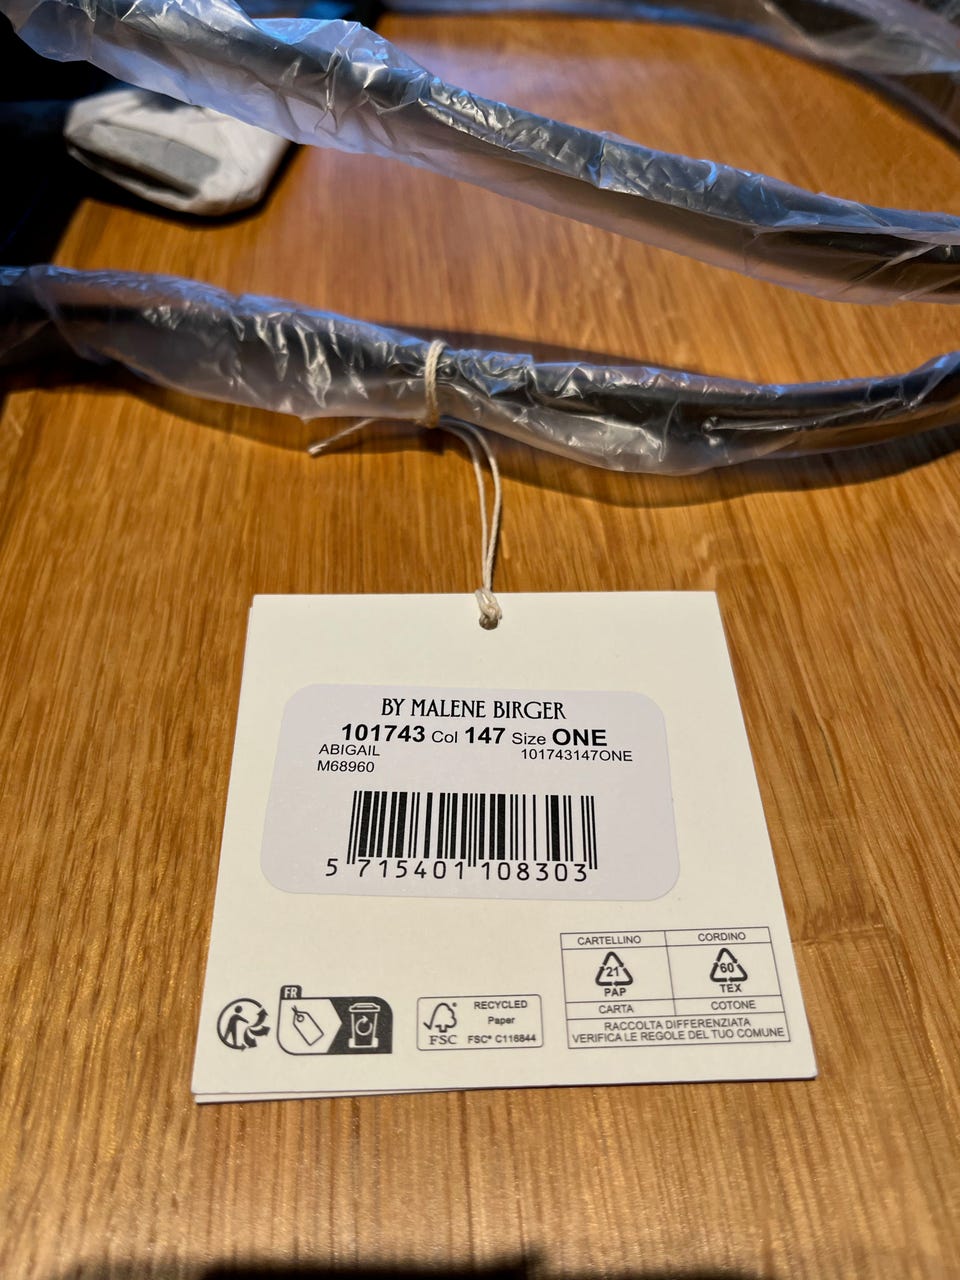 BY MALENE BIRGER
101743 Col 147 Size ONE
ABIGAIL 101743147ONE
M68960
5 715401 108303
FR
FSC
RECYCLED
Paper
FSC® C116844
CARTELLINO CORDINO
21 60
PAP TEX
CARTA COTONE
RACCOLTA DIFFERENZIATA
VERIFICA LE REGOLE DEL TUO COMUNE